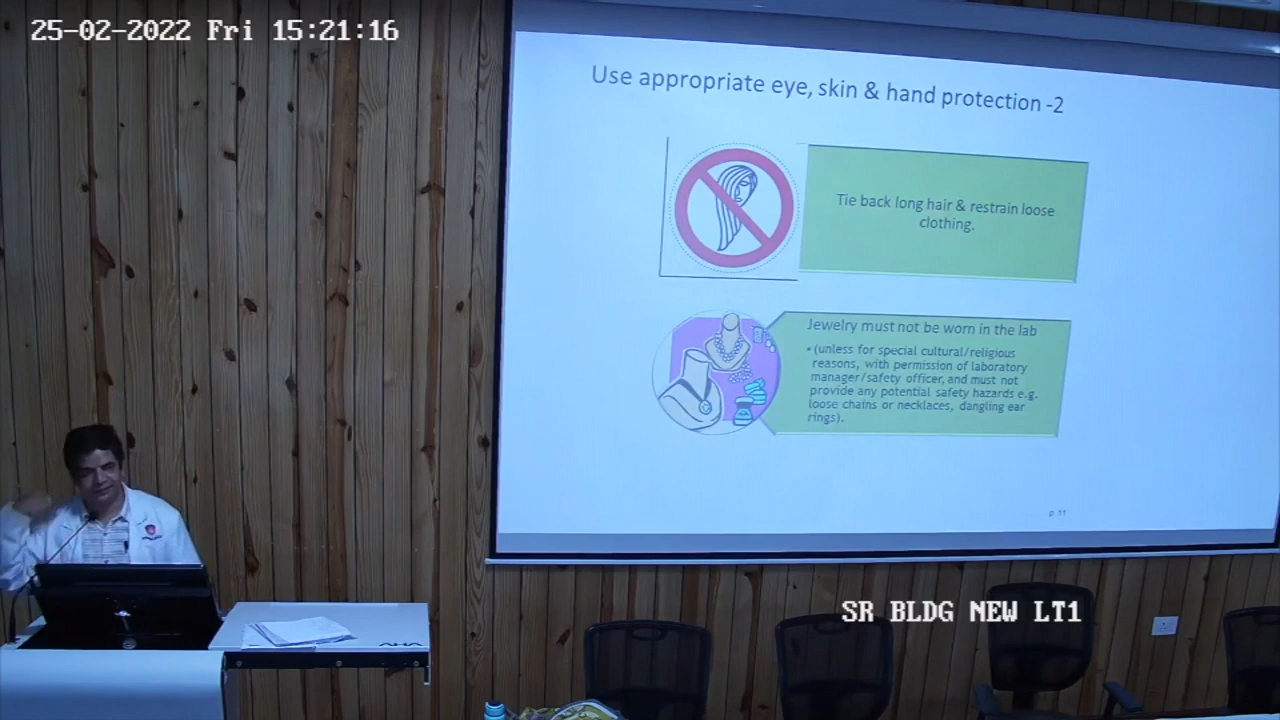 25-02-2022 Fri 15:21:16
Use appropriate eye, skin & hand protection -2
Tie back long hair & restrain loose
clothing.
Jewelry must not be worn in the lab
• (unless for special cultural/religious
reasons, with permission of laboratory
manager/safety officer, and must not
provide any potential safety hazards e.g.
loose chains or necklaces, dangling ear
rings).
p. 11
SR BLDG NEW LT1